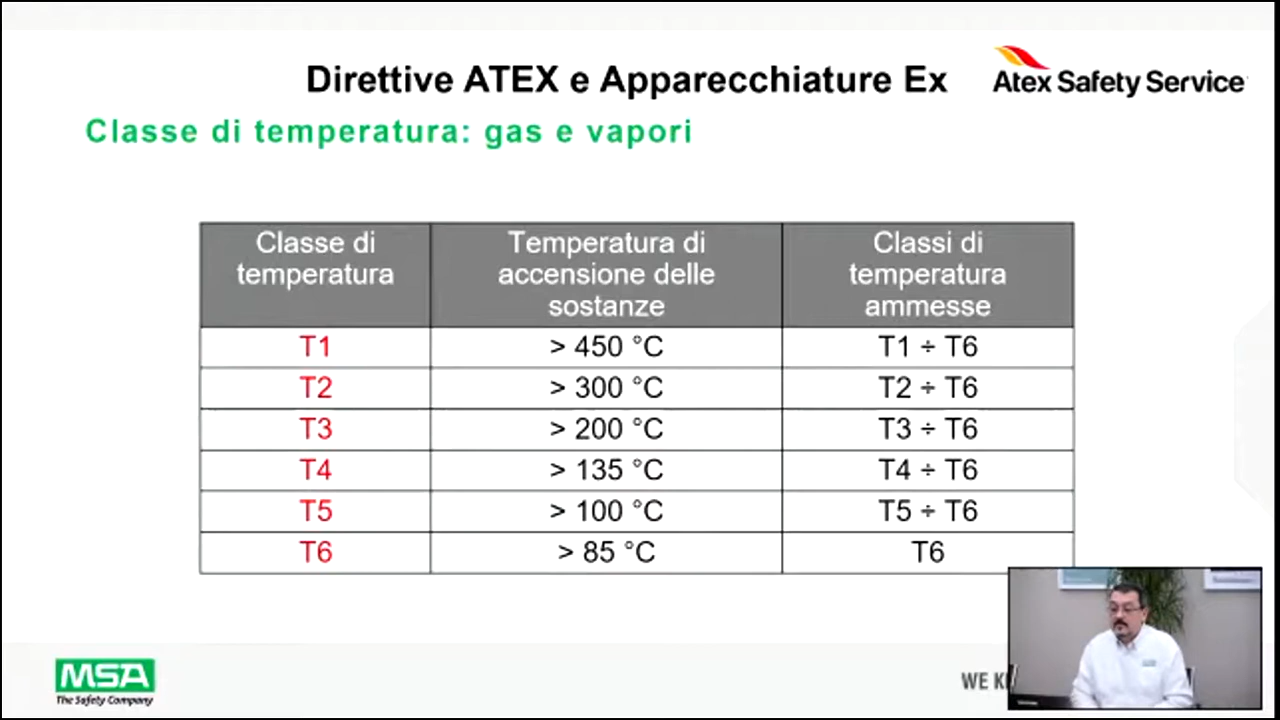 Direttive ATEX e Apparecchiature Ex
Atex Safety Service
Classe di temperatura: gas e vapori
Classe di temperatura
Temperatura di accensione delle sostanze
Classi di temperatura ammesse
T1 > 450 °C T1 ÷ T6
T2 > 300 °C T2 ÷ T6
T3 > 200 °C T3 ÷ T6
T4 > 135 °C T4 ÷ T6
T5 > 100 °C T5 ÷ T6
T6 > 85 °C T6
MSA
The Safety Company
WE